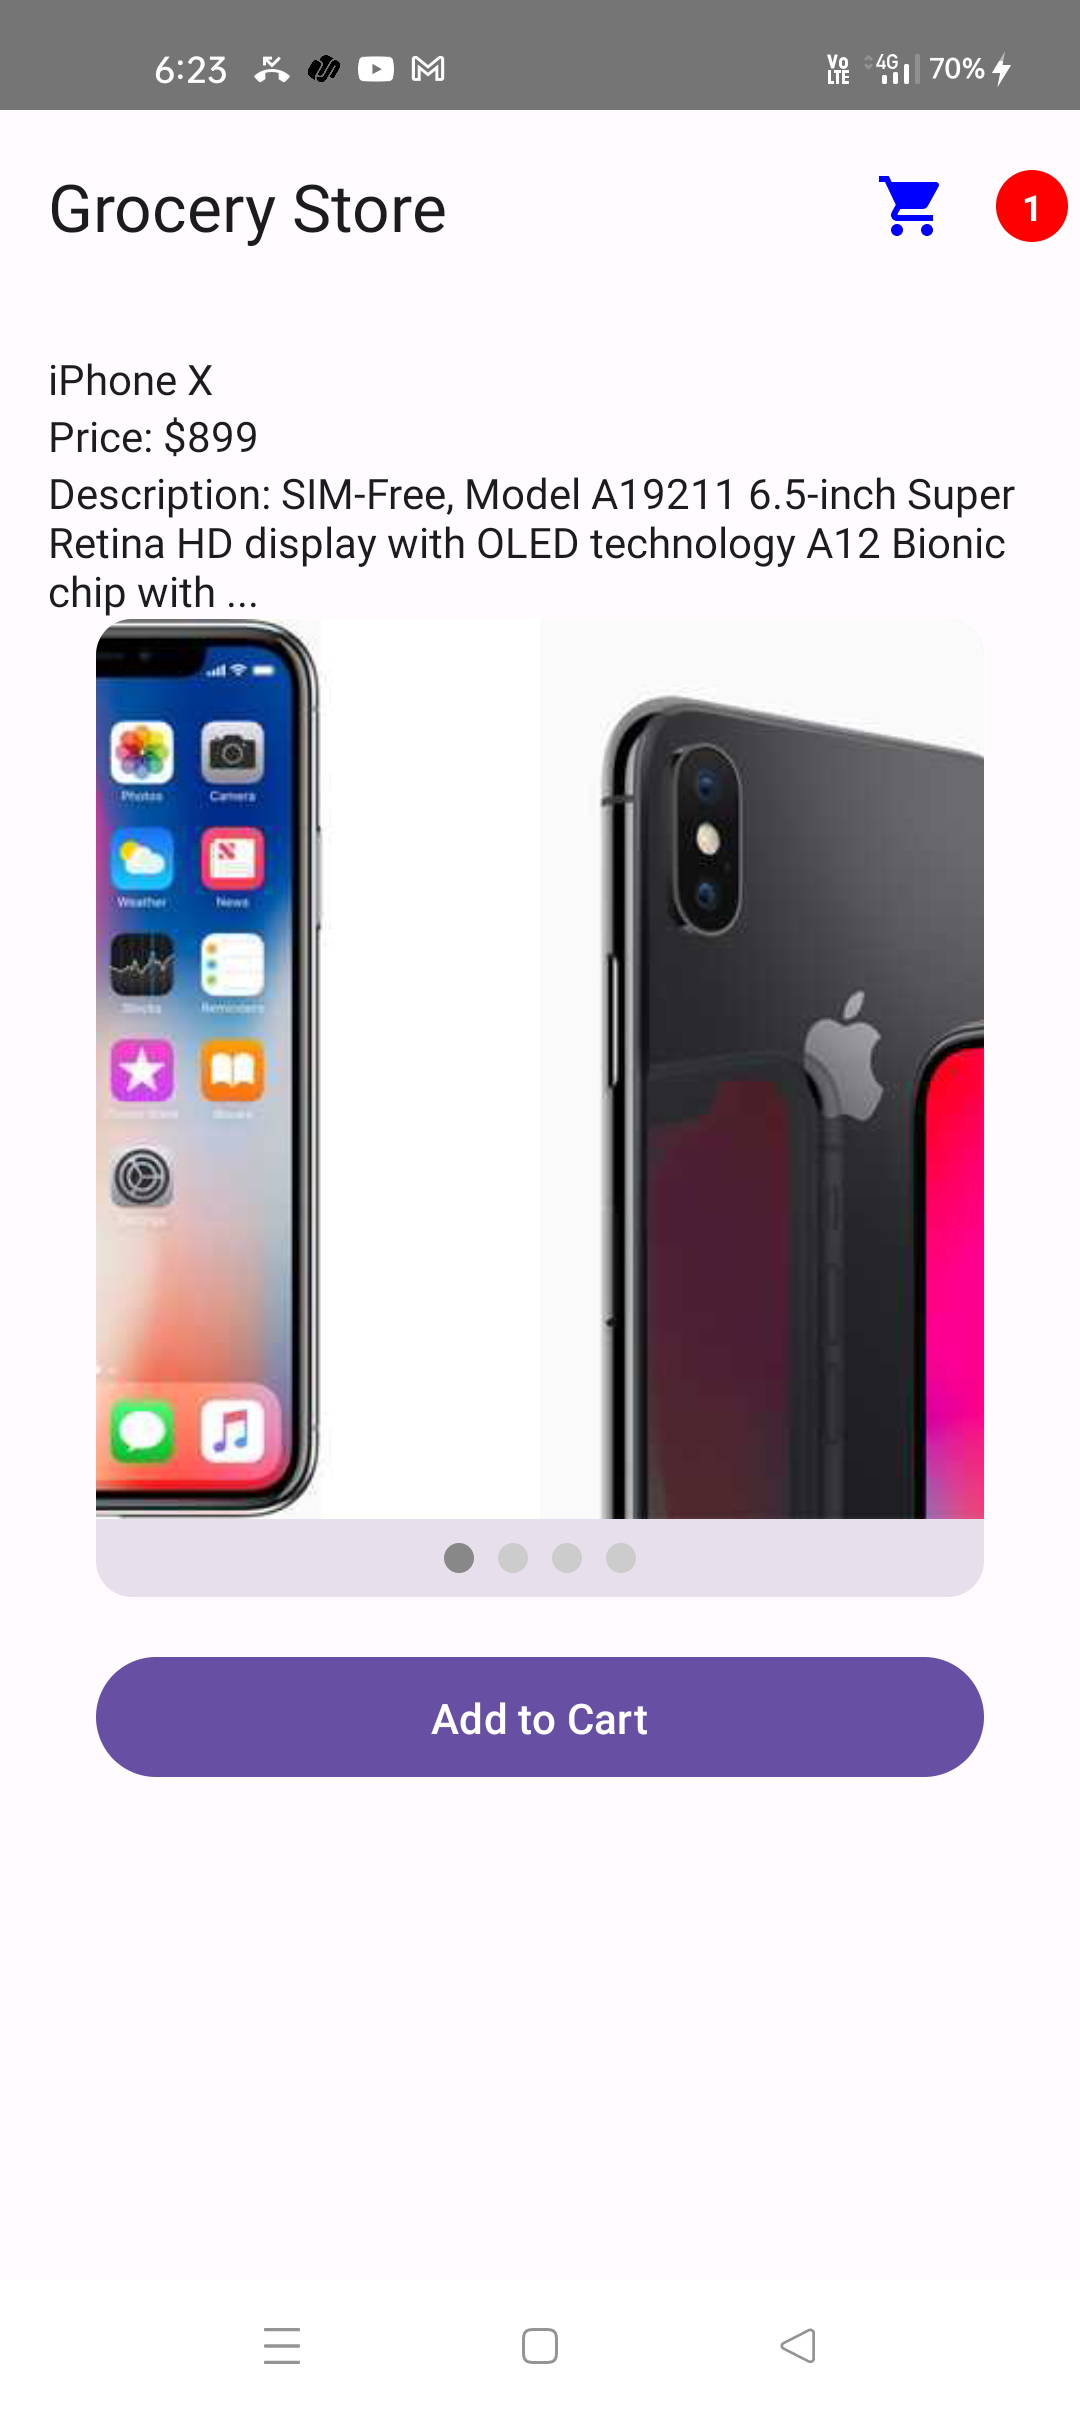 6:23
Vo LTE 4G 70%
Grocery Store
1
iPhone X
Price: $899
Description: SIM-Free, Model A19211 6.5-inch Super
Retina HD display with OLED technology A12 Bionic
chip with ...
Photos Camera
Weather News
Stocks Reminders
Add to Cart